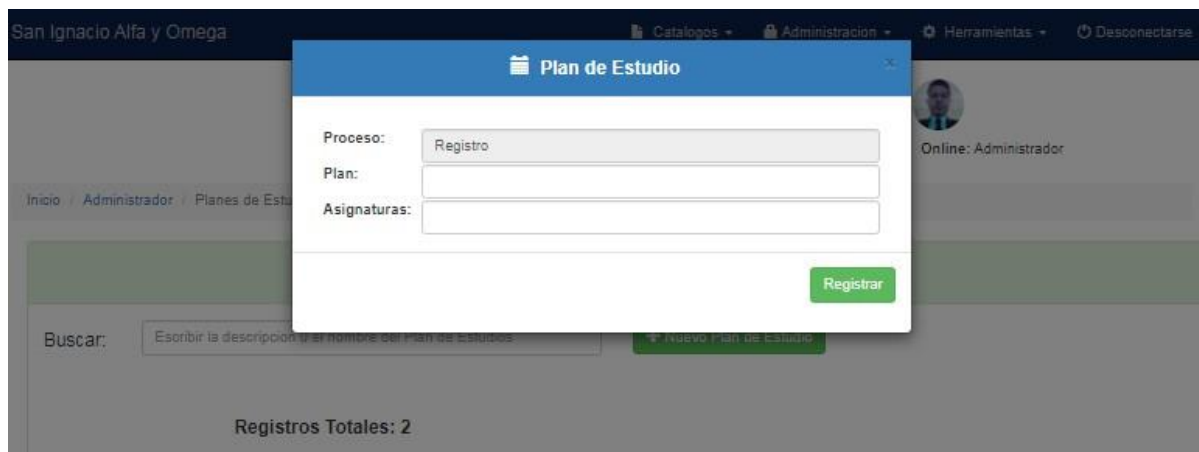 San Ignacio Alfa y Omega
Catalogos
Administracion
Herramientas
Desconectarse
Plan de Estudio
×
Online: Administrador
Proceso:
Registro
Plan:
Asignaturas:
Inicio / Administrador / Planes de Estu
Registrar
Buscar:
Escribir la descripcion o el nombre del Plan de Estudios
Nuevo Plan de Estudio
Registros Totales: 2